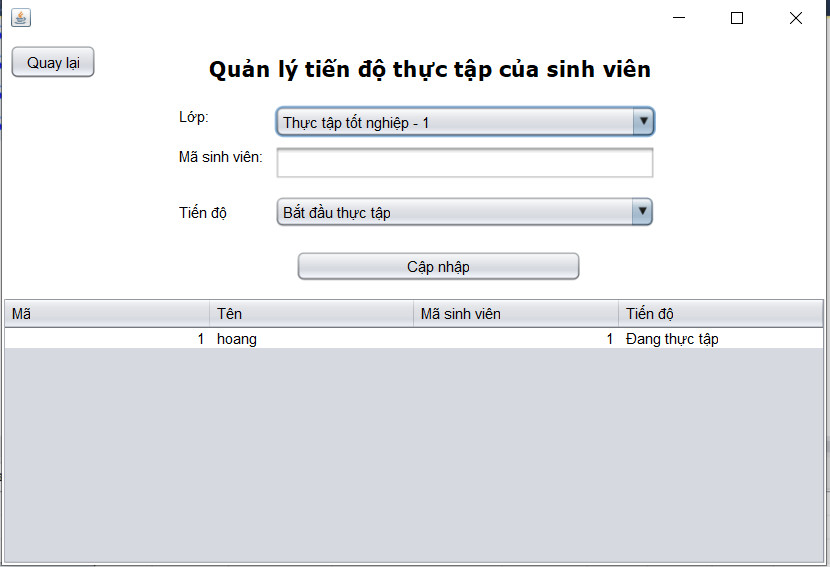 Quay lại
Quản lý tiến độ thực tập của sinh viên
Lớp: Thực tập tốt nghiệp - 1
Mã sinh viên:
Tiến độ Bắt đầu thực tập
Cập nhập
Mã Tên Mã sinh viên Tiến độ
1 hoang 1 Đang thực tập